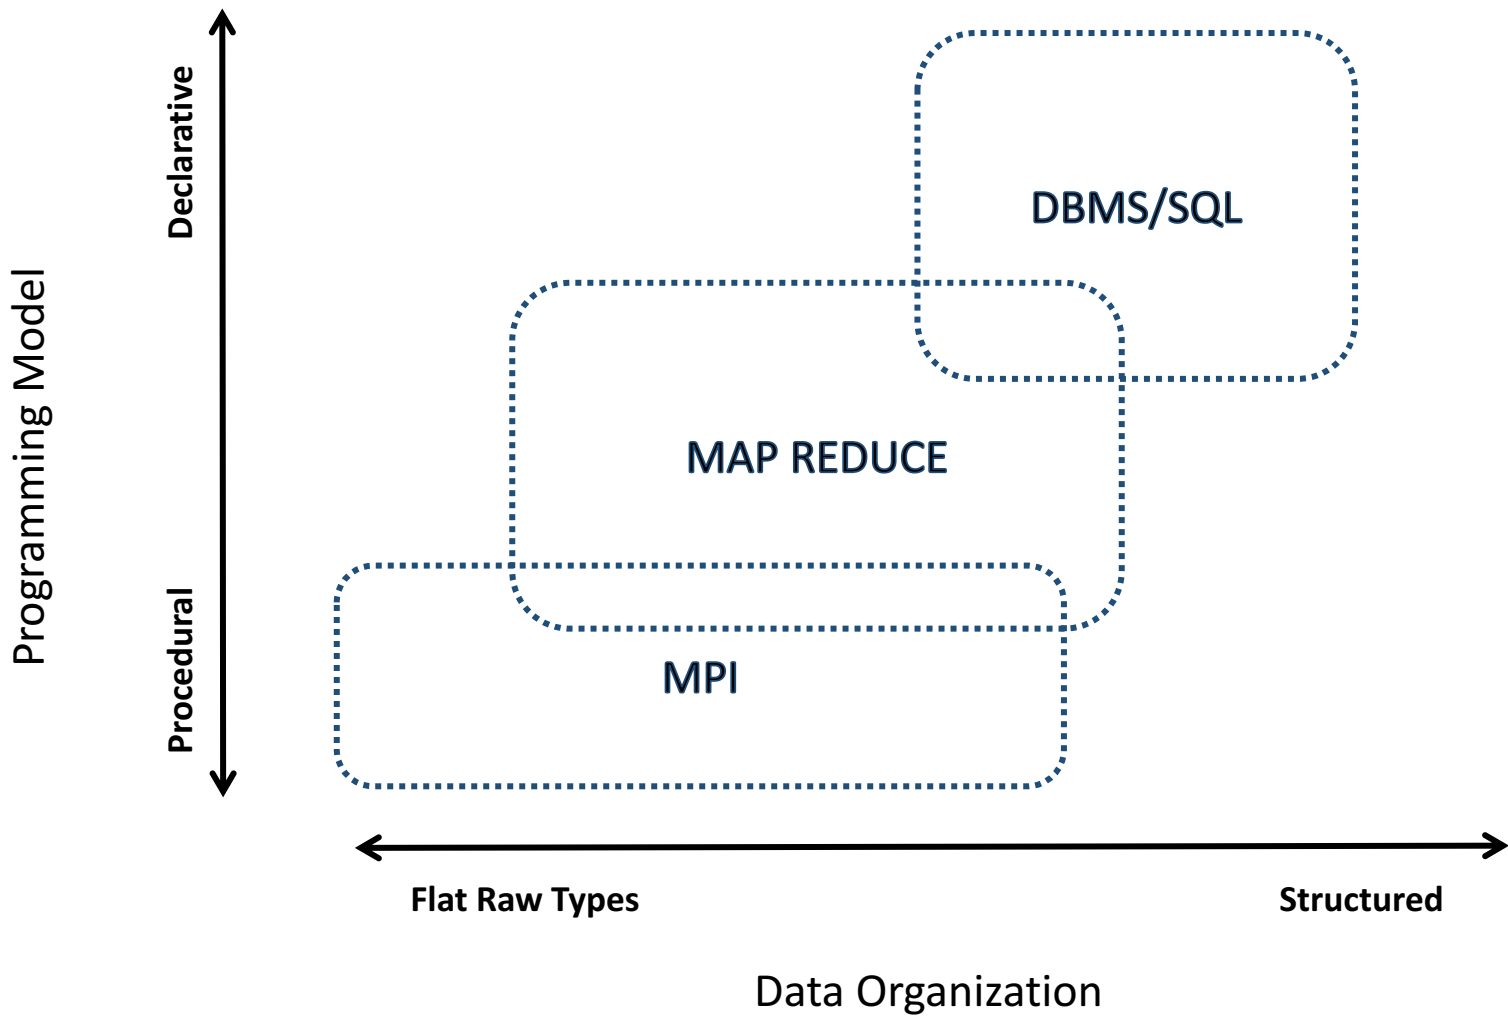 Programming Model
Declarative
Procedural
DBMS/SQL
MAP REDUCE
MPI
Flat Raw Types
Structured
Data Organization